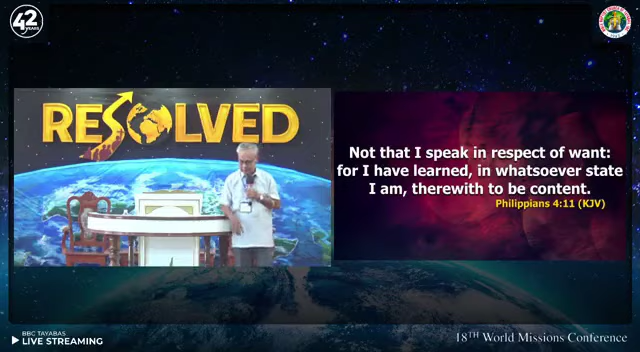 42
YEARS
RESOLVED
Not that I speak in respect of want:
for I have learned, in whatsoever state
I am, therewith to be content.
Philippians 4:11 (KJV)
BBC TAYABAS
LIVE STREAMING
18TH World Missions Conference